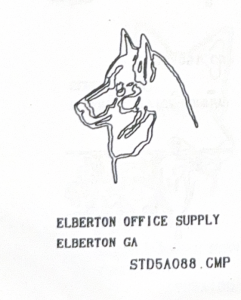 ELBERTON OFFICE SUPPLY
ELBERTON GA
STD5A088.CMP